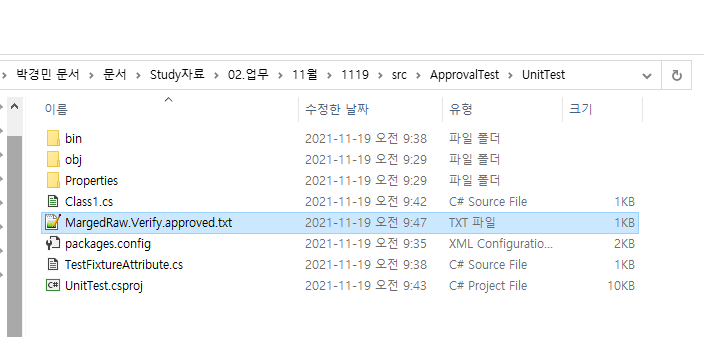 박경민 문서 > 문서 > Study자료 > 02.업무 > 11월 > 1119 > src > ApprovalTest > UnitTest
이름 수정한 날짜 유형 크기
bin 2021-11-19 오전 9:38 파일 폴더
obj 2021-11-19 오전 9:29 파일 폴더
Properties 2021-11-19 오전 9:29 파일 폴더
Class1.cs 2021-11-19 오전 9:42 C# Source File 1KB
MargedRaw.Verify.approved.txt 2021-11-19 오전 9:47 TXT 파일 1KB
packages.config 2021-11-19 오전 9:35 XML Configuratio... 2KB
TestFixtureAttribute.cs 2021-11-19 오전 9:38 C# Source File 1KB
UnitTest.csproj 2021-11-19 오전 9:43 C# Project File 10KB